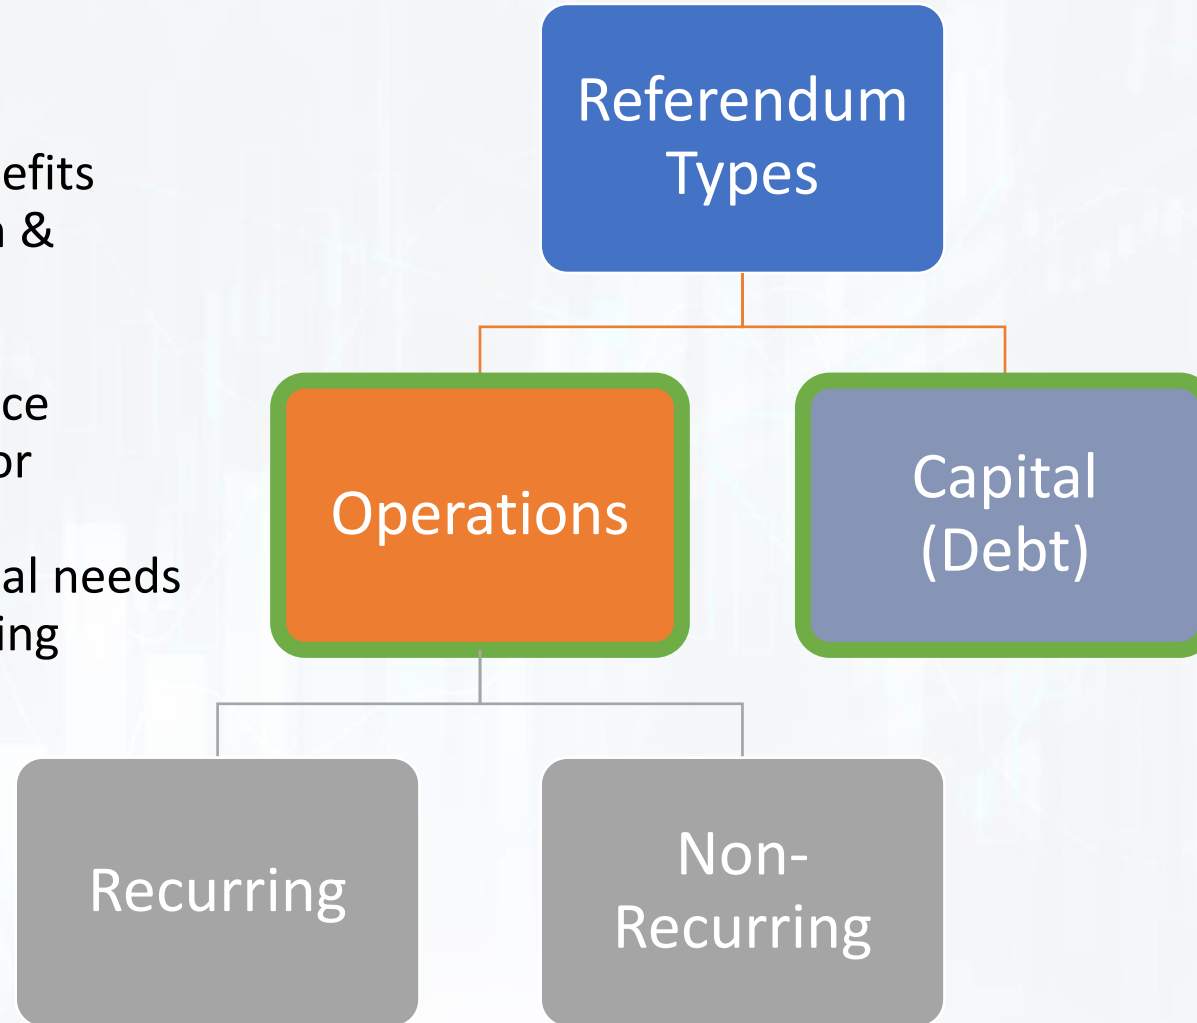 Referendum
Types
efits
&
ce
or
al needs
ing
Operations
Capital
(Debt)
Recurring
Non-
Recurring